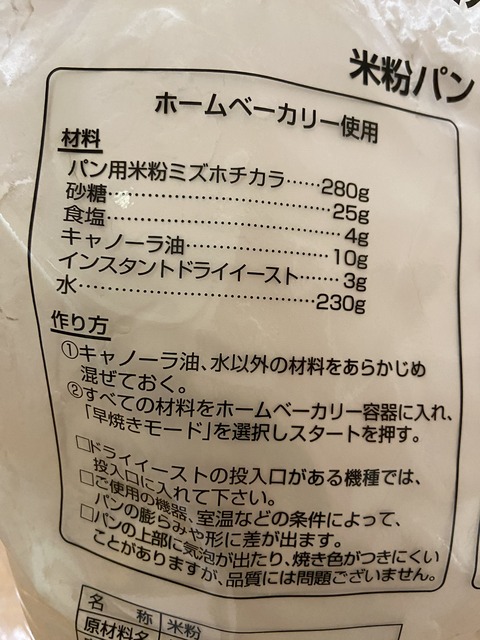 米粉パン
ホームベーカリー使用
材料
パン用米粉ミズホチカラ……280g
砂糖……………………………25g
食塩……………………………4g
キャノーラ油…………………10g
インスタントドライイースト……3g
水………………………………230g
作り方
①キャノーラ油、水以外の材料をあらかじめ
混ぜておく。
②すべての材料をホームベーカリー容器に入れ、
「早焼きモード」を選択しスタートを押す。
□ドライイーストの投入口がある機種では、
投入口に入れて下さい。
□ご使用の機器、室温などの条件によって、
パンの膨らみや形に差が出ます。
□パンの上部に気泡が出たり、焼き色がつきにくい
ことがありますが、品質には問題ございません。
名 称 米粉
原材料名